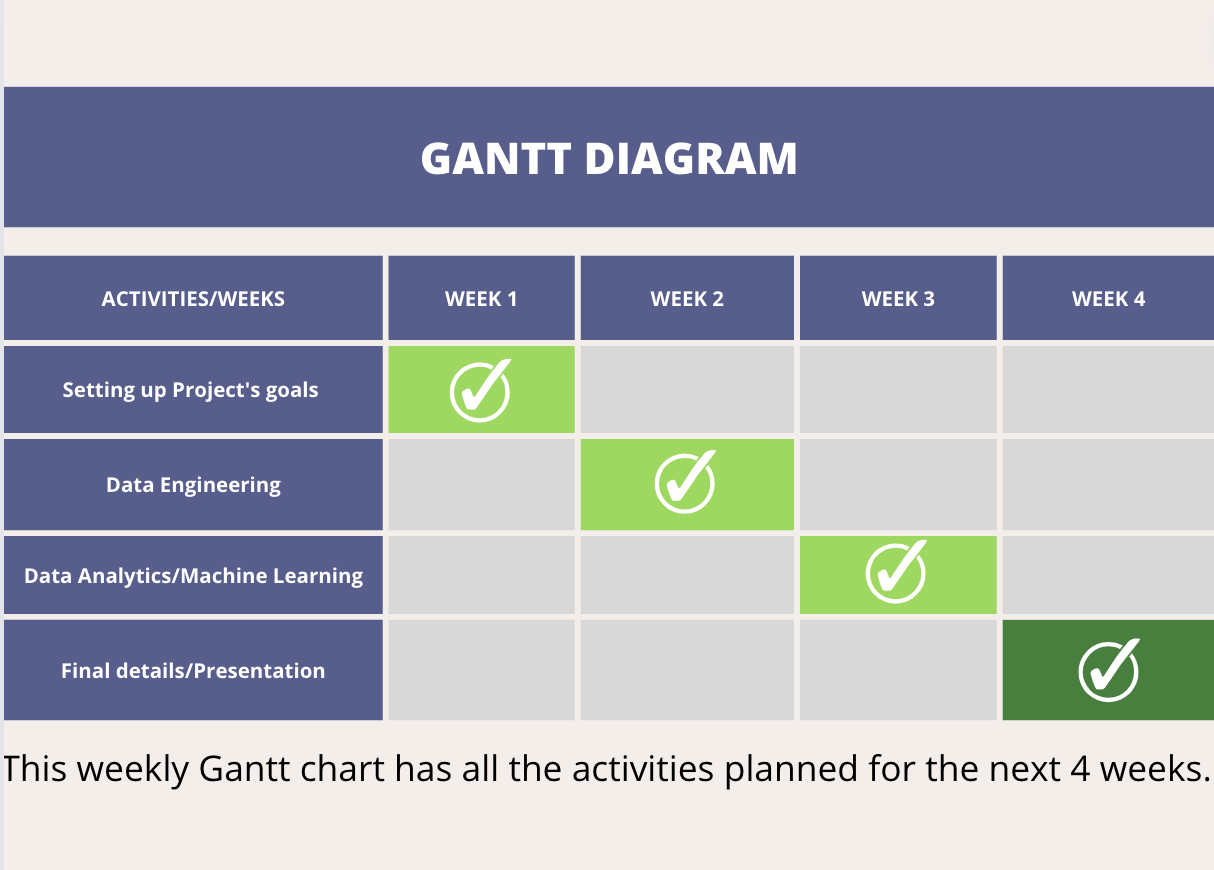 GANTT DIAGRAM
ACTIVITIES/WEEKS WEEK 1 WEEK 2 WEEK 3 WEEK 4
Setting up Project's goals
Data Engineering
Data Analytics/Machine Learning
Final details/Presentation
This weekly Gantt chart has all the activities planned for the next 4 weeks.